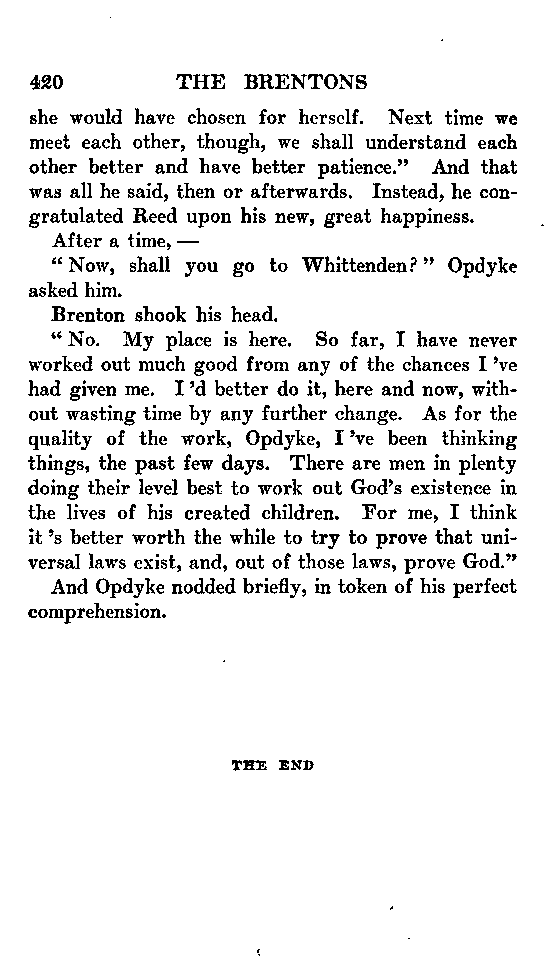 420 THE BRENTONS
she would have chosen for herself. Next time we
meet each other, though, we shall understand each
other better and have better patience.” And that
was all he said, then or afterwards. Instead, he con-
gratulated Reed upon his new, great happiness.
After a time, —
“ Now, shall you go to Whittenden? ” Opdyke
asked him.
Brenton shook his head.
“ No. My place is here. So far, I have never
worked out much good from any of the chances I ’ve
had given me. I ’d better do it, here and now, with-
out wasting time by any further change. As for the
quality of the work, Opdyke, I ’ve been thinking
things, the past few days. There are men in plenty
doing their level best to work out God’s existence in
the lives of his created children. For me, I think
it ’s better worth the while to try to prove that uni-
versal laws exist, and, out of those laws, prove God.”
And Opdyke nodded briefly, in token of his perfect
comprehension.
THE END